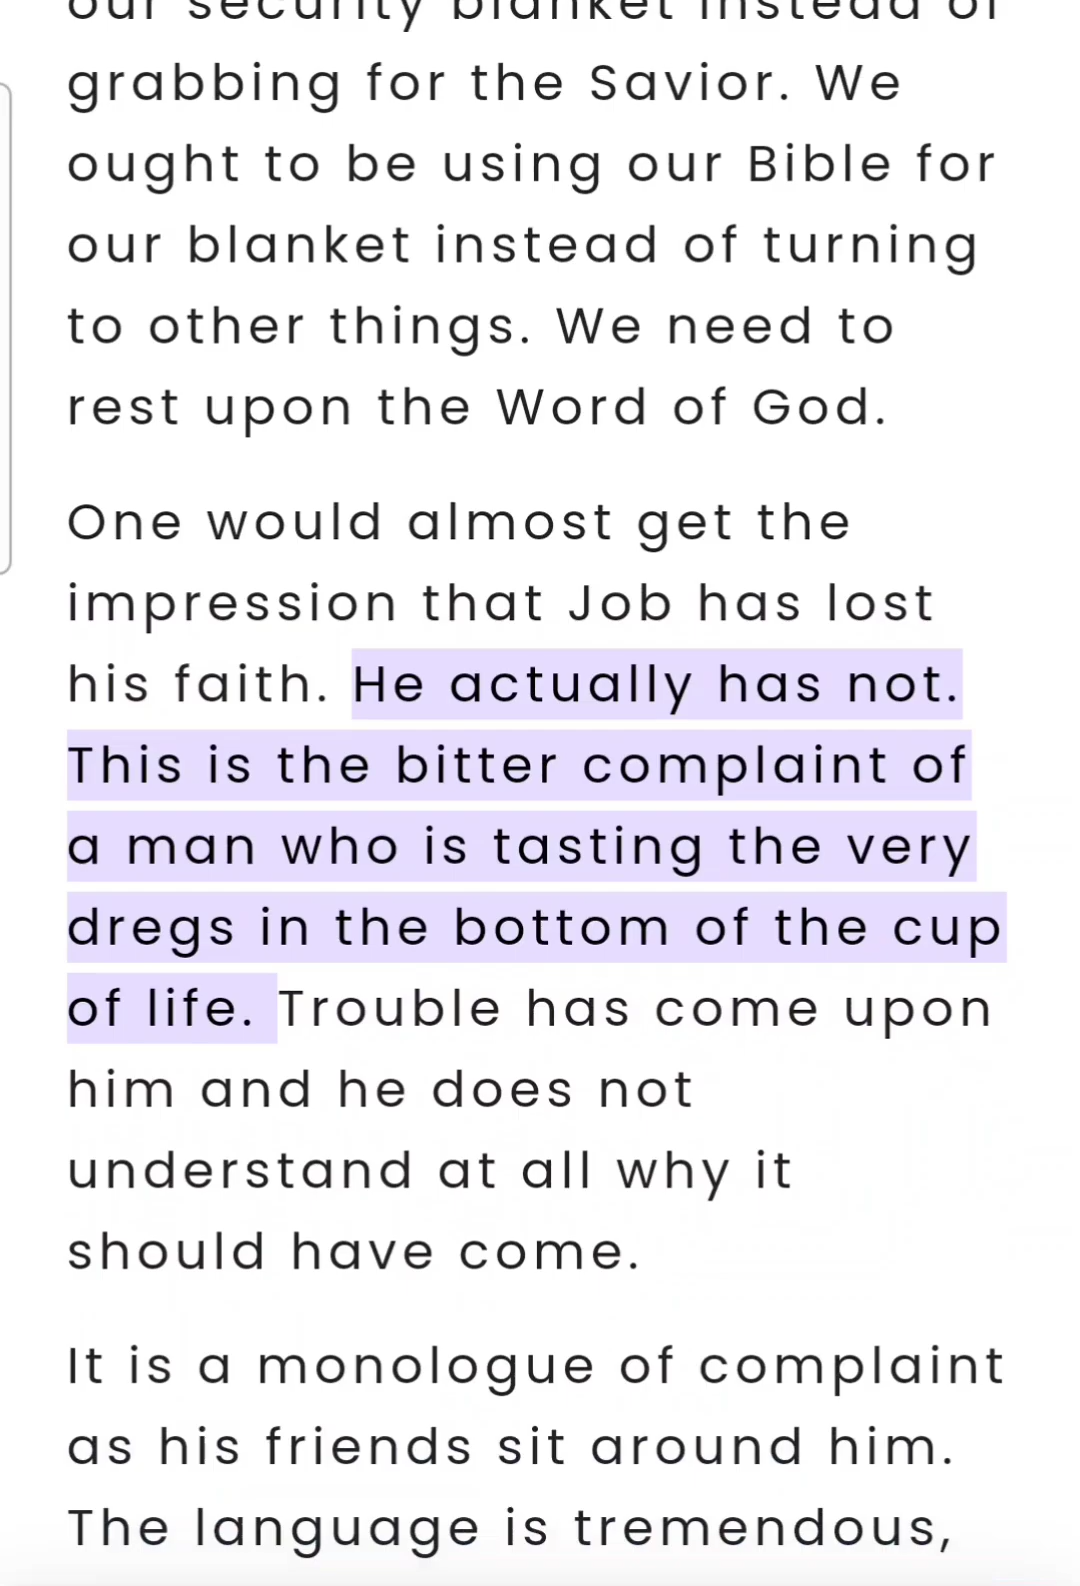 our security blanket instead of
grabbing for the Savior. We
ought to be using our Bible for
our blanket instead of turning
to other things. We need to
rest upon the Word of God.
One would almost get the
impression that Job has lost
his faith. He actually has not.
This is the bitter complaint of
a man who is tasting the very
dregs in the bottom of the cup
of life. Trouble has come upon
him and he does not
understand at all why it
should have come.
It is a monologue of complaint
as his friends sit around him.
The language is tremendous,